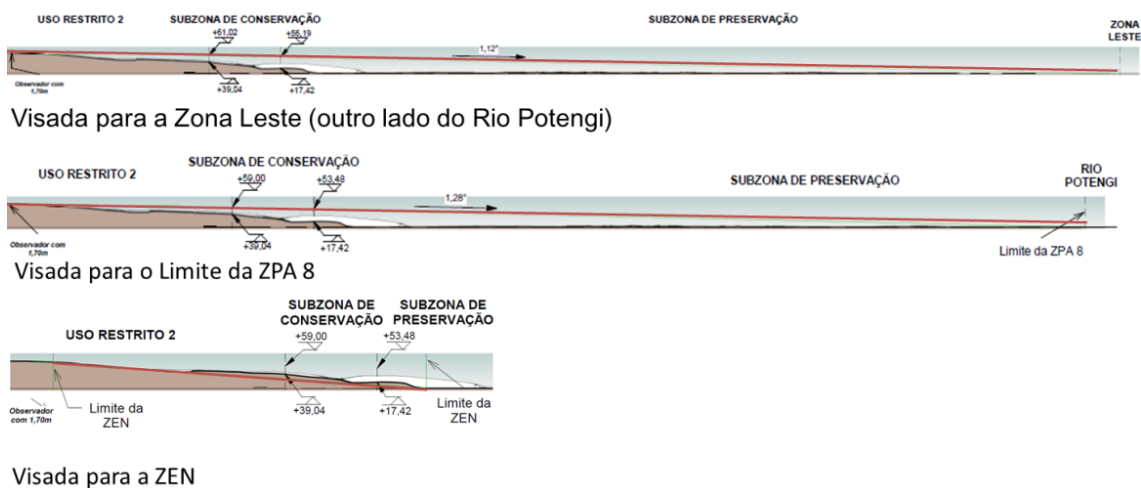 USO RESTRITO 2
SUBZONA DE CONSERVAÇÃO
SUBZONA DE PRESERVAÇÃO
ZONA
LESTE
+61,02
+56,19
1,12°
+39,04
+17,42
Observador com
1,70m
Visada para a Zona Leste (outro lado do Rio Potengi)
USO RESTRITO 2
SUBZONA DE CONSERVAÇÃO
SUBZONA DE PRESERVAÇÃO
RIO
POTENGI
+59,00
+53,48
1,28°
+39,04
+17,42
Observador com
1,70m
Limite da ZPA 8
Visada para o Limite da ZPA 8
USO RESTRITO 2
SUBZONA DE
CONSERVAÇÃO
SUBZONA DE
PRESERVAÇÃO
+59,00
+53,48
+39,04
+17,42
Observador
com 1,70m
Limite da
ZEN
Limite da
ZEN
Visada para a ZEN